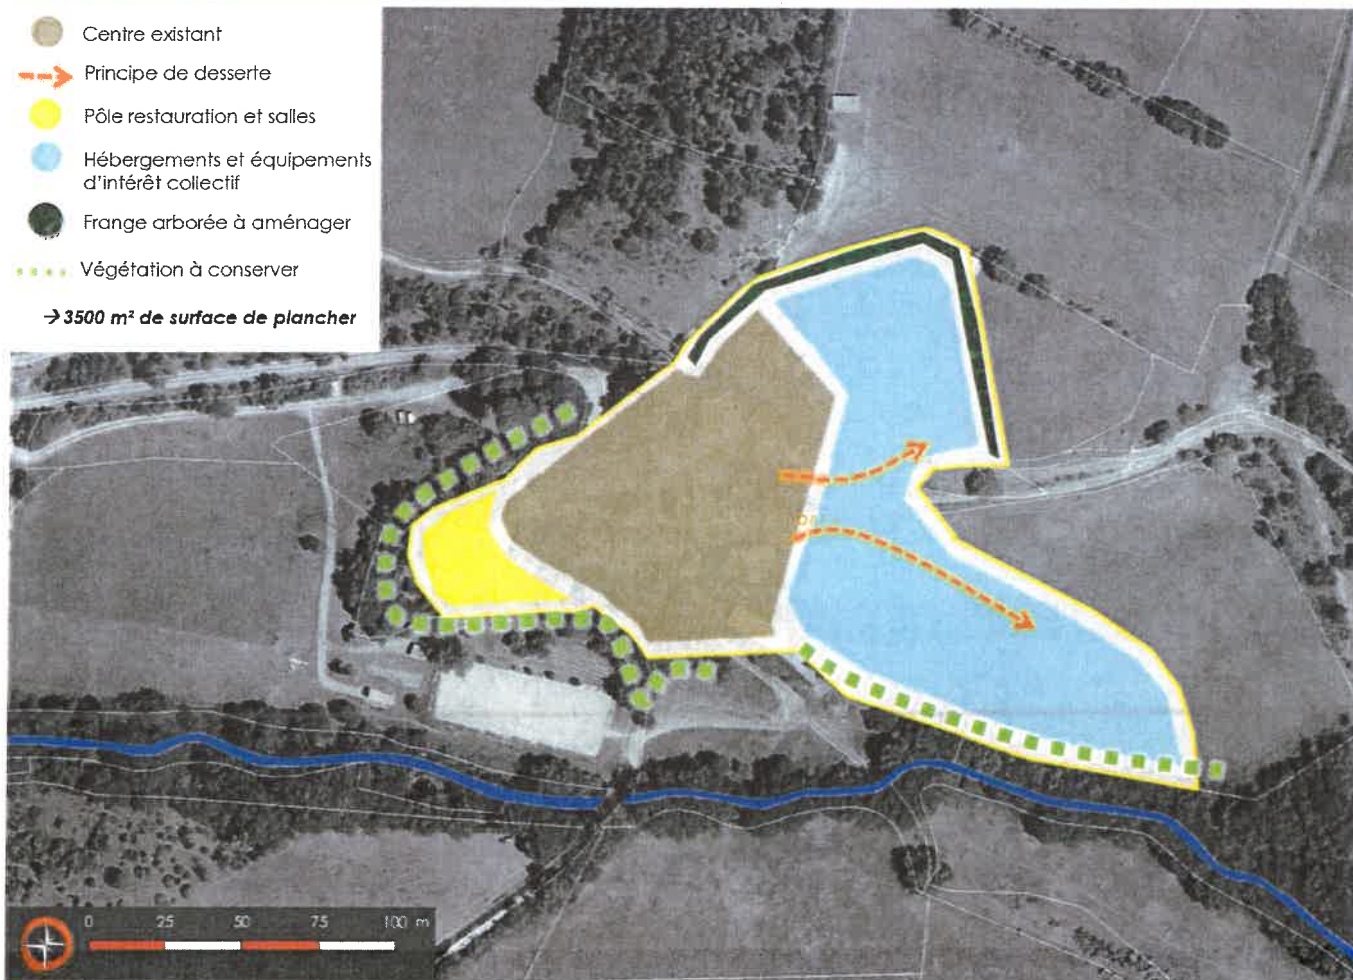 Centre existant
Principe de desserte
Pôle restauration et salles
Hébergements et équipements
d'intérêt collectif
Frange arborée à aménager
Végétation à conserver
→ 3500 m² de surface de plancher
0 25 50 75 100 m